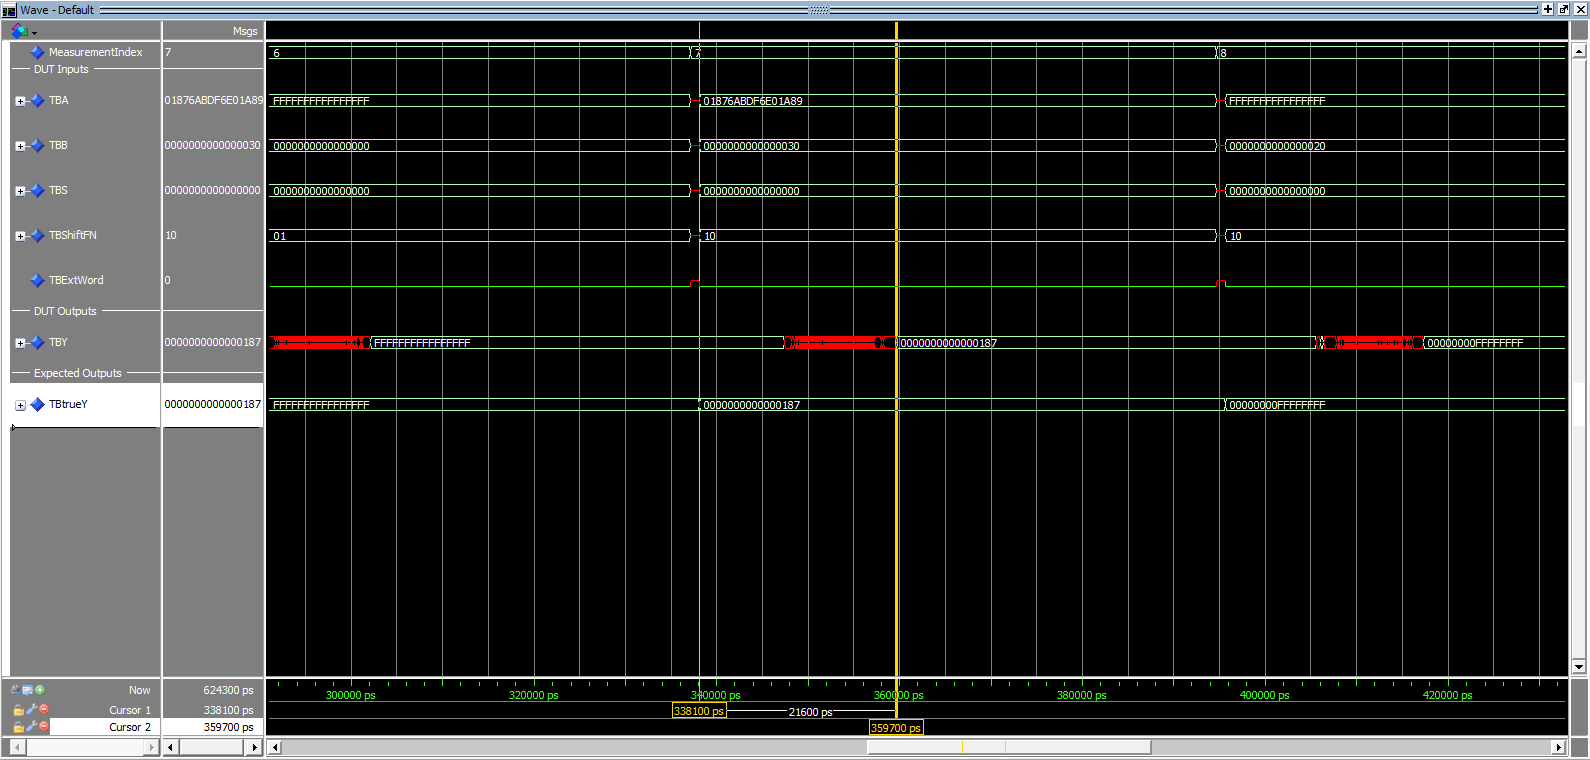 Wave - Default
Msgs
MeasurementIndex 7 6 7 8
DUT Inputs
TBA 01876ABDF6E01A89 FFFFFFFFFFFFFFFF 01876ABDF6E01A89 FFFFFFFFFFFFFFFF
TBB 0000000000000030 0000000000000000 0000000000000030 0000000000000020
TBS 0000000000000000 0000000000000000 0000000000000000 0000000000000000
TBShiftFN 10 01 10 10
TBExtWord 0
DUT Outputs
TBY 0000000000000187 FFFFFFFFFFFFFFFF 0000000000000187 00000000FFFFFFFF
Expected Outputs
TBtrueY 0000000000000187 FFFFFFFFFFFFFFFF 0000000000000187 00000000FFFFFFFF
Now 624300 ps 300000 ps 320000 ps 340000 ps 360000 ps 380000 ps 400000 ps 420000 ps
Cursor 1 338100 ps 338100 ps 21600 ps
Cursor 2 359700 ps 359700 ps